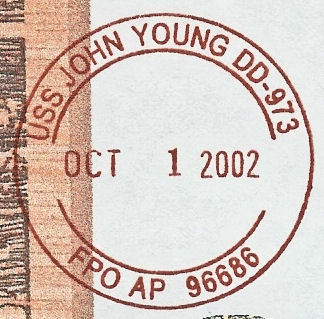 USS JOHN YOUNG DD-973
OCT 1 2002
FPO AP 96686